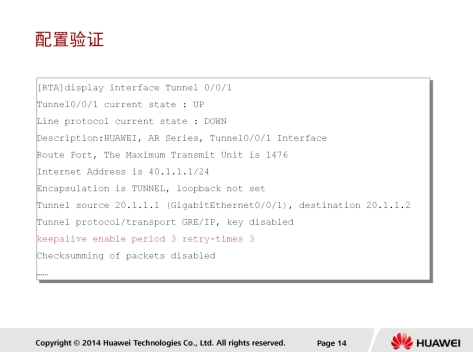 配置验证
[RTA]display interface Tunnel 0/0/1
Tunnel0/0/1 current state : UP
Line protocol current state : DOWN
Description:HUAWEI, AR Series, Tunnel0/0/1 Interface
Route Port, The Maximum Transmit Unit is 1476
Internet Address is 40.1.1.1/24
Encapsulation is TUNNEL, loopback not set
Tunnel source 20.1.1.1 (GigabitEthernet0/0/1), destination 20.1.1.2
Tunnel protocol/transport GRE/IP, key disabled
keepalive enable period 3 retry-times 3
Checksumming of packets disabled
……
Copyright © 2014 Huawei Technologies Co., Ltd. All rights reserved.
Page 14
HUAWEI